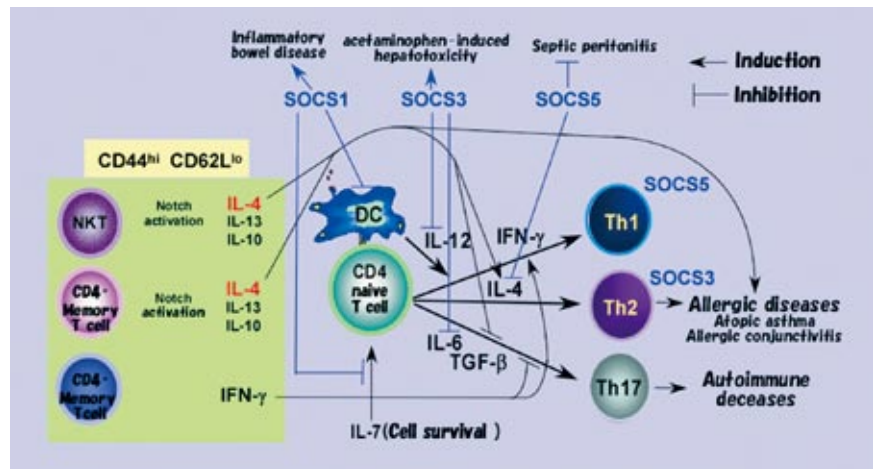 Inflammatory
bowel disease
acetaminophen-induced
hepatotoxicity
Septic peritonitis
Induction
Inhibition
SOCS1
SOCS3
SOCS5
CD44hi CD62Llo
NKT
Notch
activation
IL-4
IL-13
IL-10
CD4+
Memory
T cell
Notch
activation
IL-4
IL-13
IL-10
CD4+
Memory
Tcell
IFN-γ
DC
CD4
naive
T cell
IL-12
IFN-γ
IL-4
IL-6
TGF-β
IL-7(Cell survival)
SOCS5
Th1
SOCS3
Th2
Allergic diseases
Atopic asthma
Allergic conjunctivitis
Th17
Autoimmune
deceases